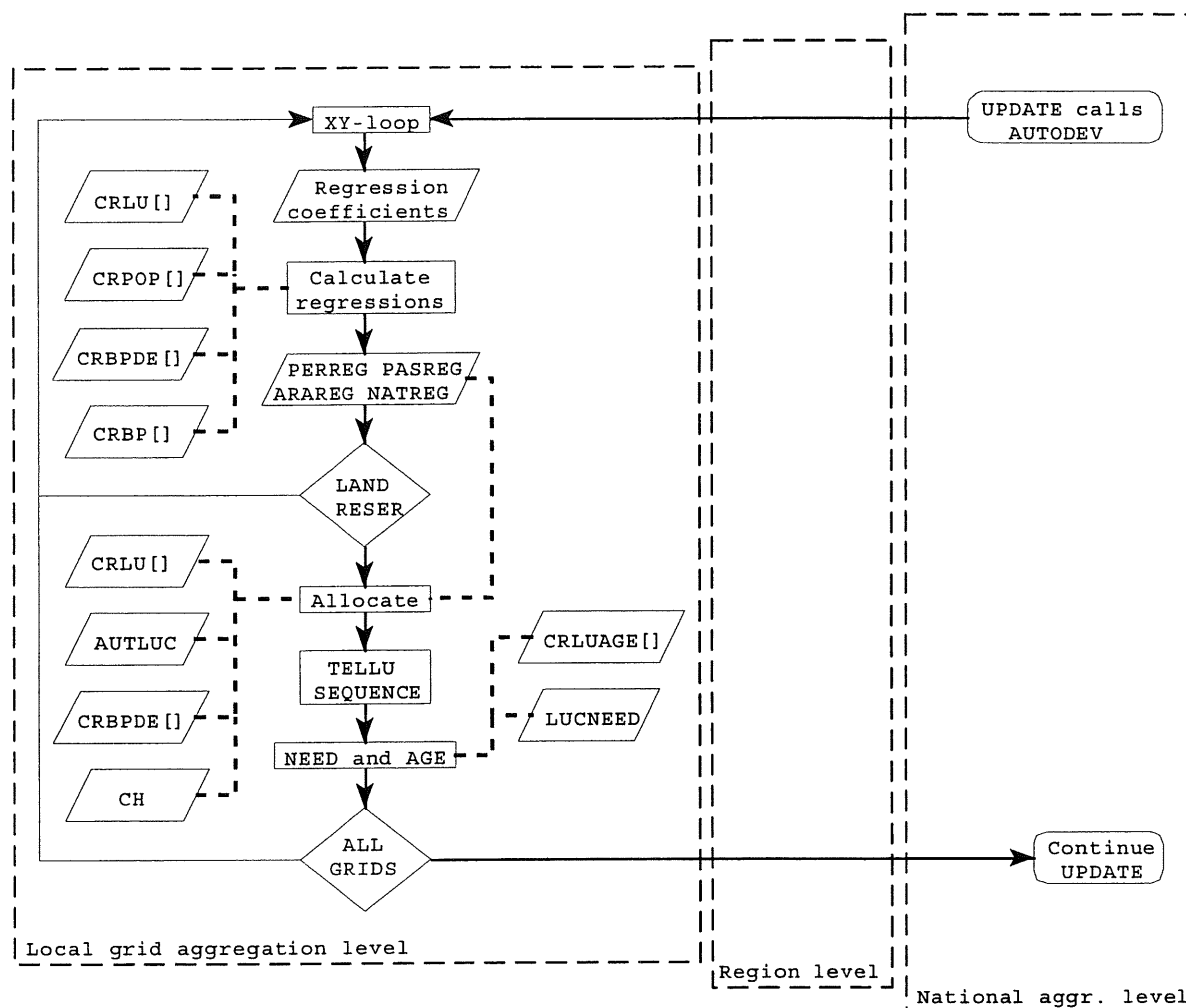 XY-loop
UPDATE calls
AUTODEV
Regression
coefficients
CRLU[]
CRPOP[]
Calculate
regressions
CRBPDE[]
PERREG PASREG
ARAREG NATREG
CRBP[]
LAND
RESER
CRLU[]
Allocate
AUTLUC
CRLUAGE[]
TELLU
SEQUENCE
CRBPDE[]
LUCNEED
NEED and AGE
CH
ALL
GRIDS
Continue
UPDATE
Local grid aggregation level
Region level
National aggr. level